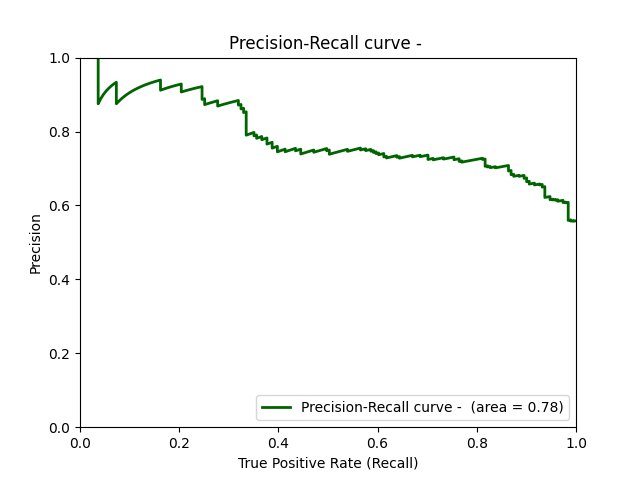 Precision-Recall curve -
1.0
0.8
0.6
0.4
0.2
0.0
Precision
Precision-Recall curve -  (area = 0.78)
0.0 0.2 0.4 0.6 0.8 1.0
True Positive Rate (Recall)